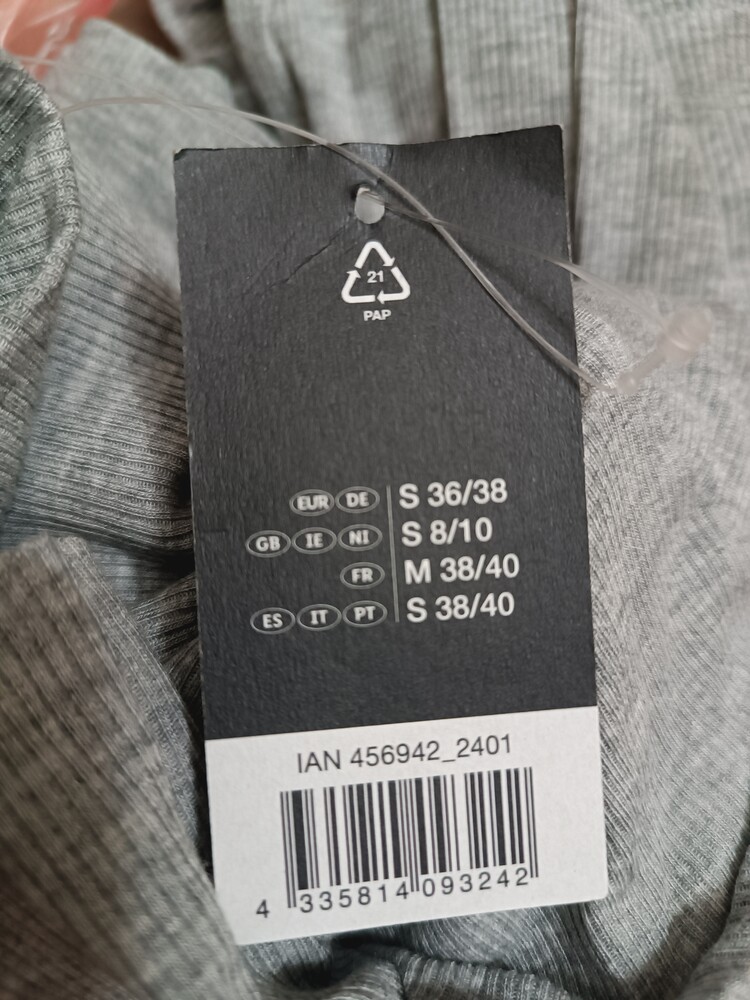 21
PAP
EUR DE S 36/38
GB IE NI S 8/10
FR M 38/40
ES IT PT S 38/40
IAN 456942_2401
4 335814 093242